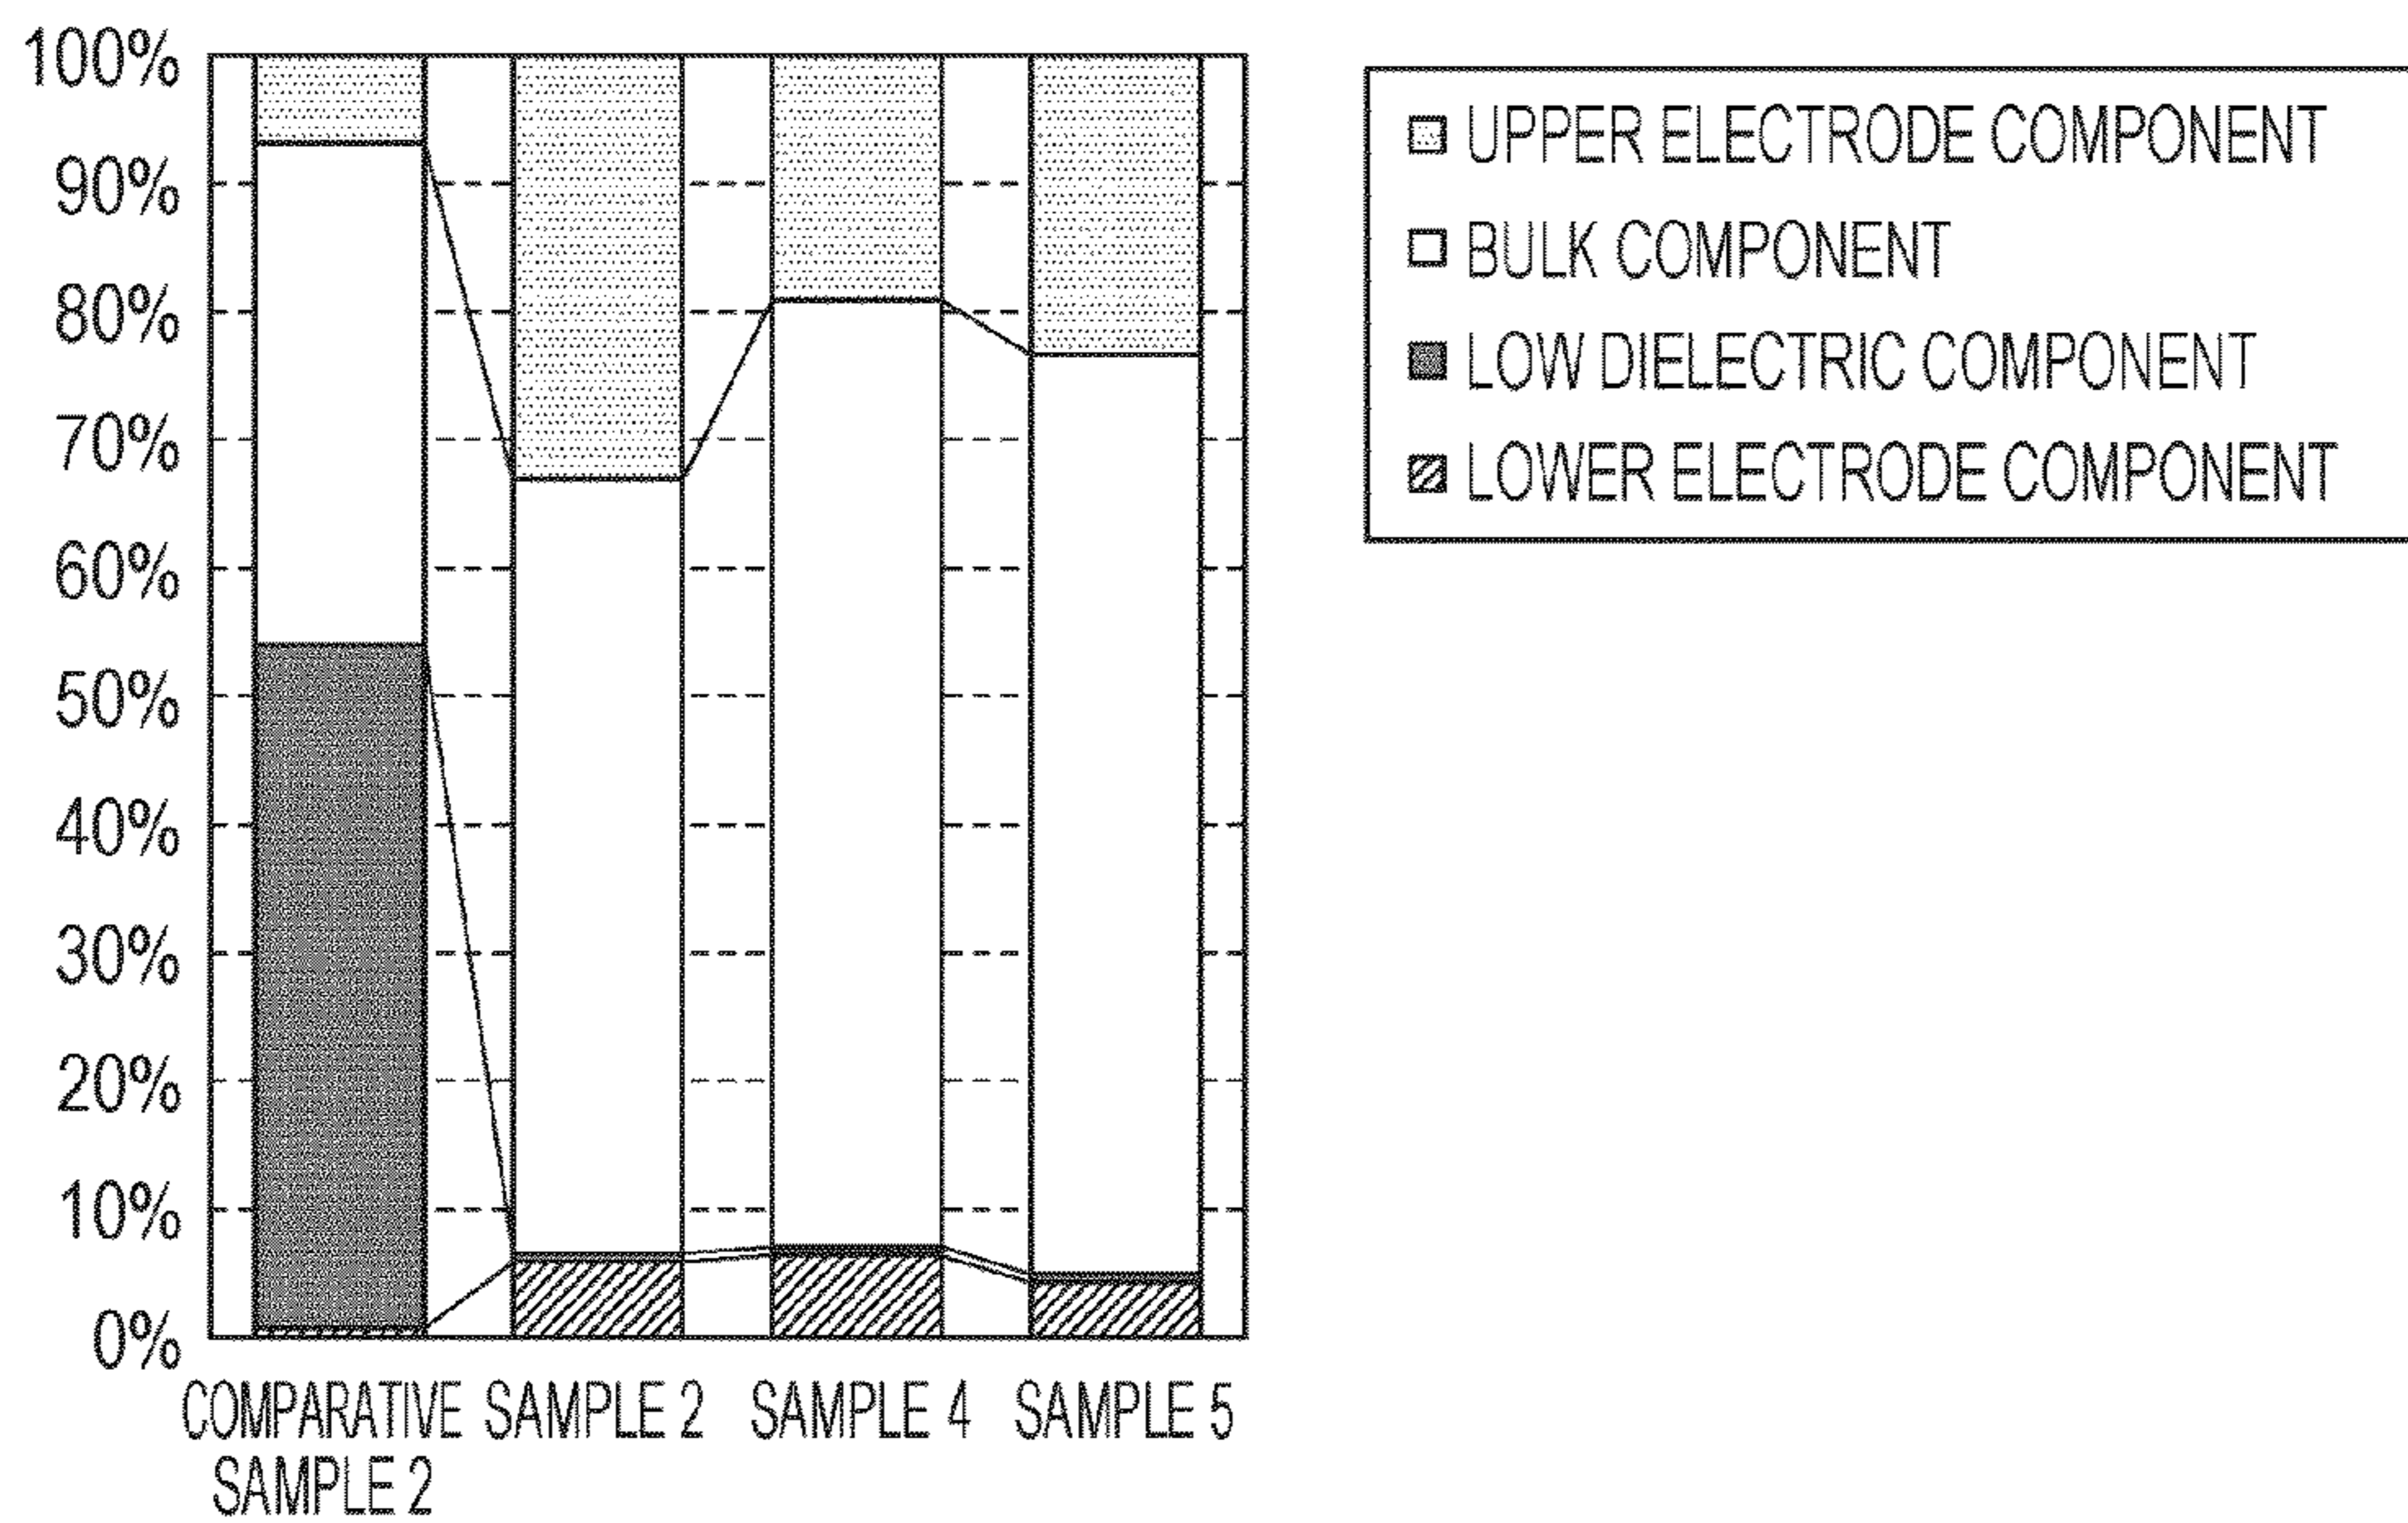 100%
90%
80%
70%
60%
50%
40%
30%
20%
10%
0%
COMPARATIVE SAMPLE 2 SAMPLE 4 SAMPLE 5
SAMPLE 2
UPPER ELECTRODE COMPONENT
BULK COMPONENT
LOW DIELECTRIC COMPONENT
LOWER ELECTRODE COMPONENT